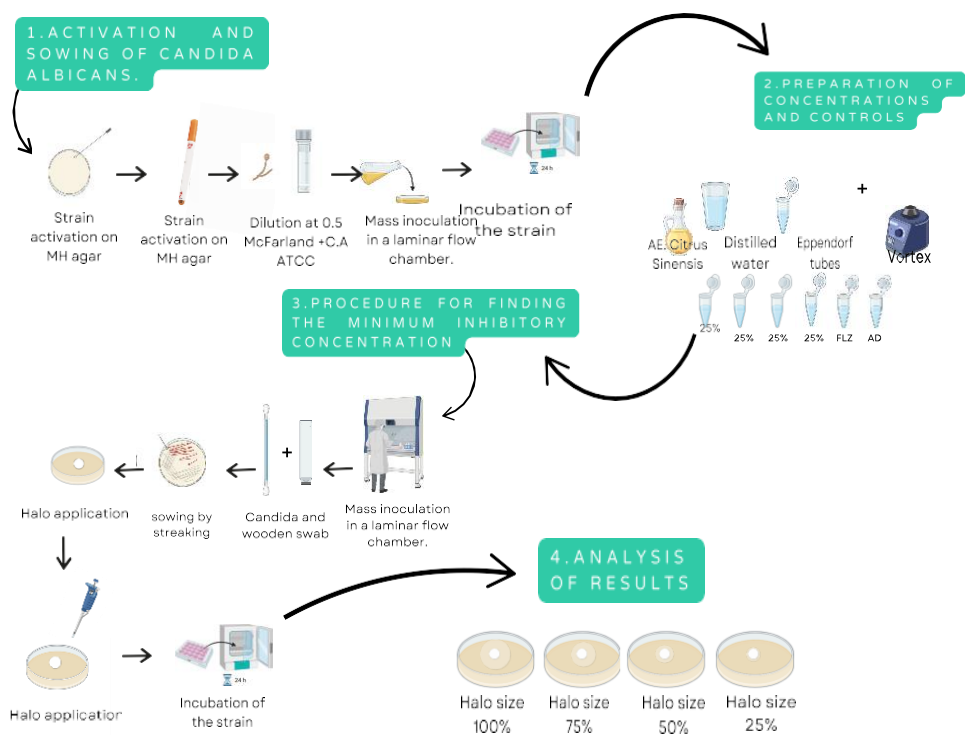 1.ACTIVATION AND
SOWING OF CANDIDA
ALBICANS.
Strain
activation on
MH agar
Strain
activation on
MH agar
Dilution at 0.5
McFarland +C.A
ATCC
Mass inoculation
in a laminar flow
chamber.
24 h
Incubation of
the strain
2.PREPARATION OF
CONCENTRATIONS
AND CONTROLS
+
AE. Citrus
Sinensis
Distilled
water
Eppendorf
tubes
Vortex
25%
25%
25%
25%
FLZ
AD
3.PROCEDURE FOR FINDING
THE MINIMUM INHIBITORY
CONCENTRATION
Mass inoculation
in a laminar flow
chamber.
+
Candida and
wooden swab
sowing by
streaking
Halo application
Halo application
24 h
Incubation of
the strain
4.ANALYSIS
OF RESULTS
Halo size
100%
Halo size
75%
Halo size
50%
Halo size
25%